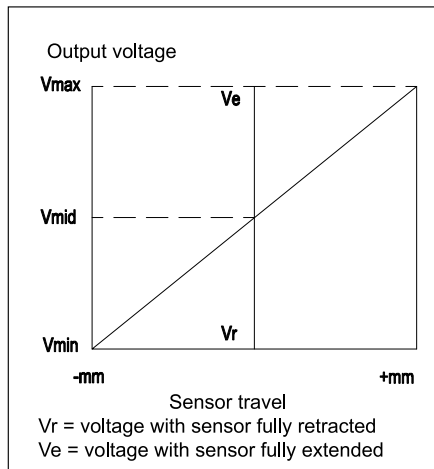 Output voltage
Vmax Ve
Vmid
Vmin Vr
-mm +mm
Sensor travel
Vr = voltage with sensor fully retracted
Ve = voltage with sensor fully extended